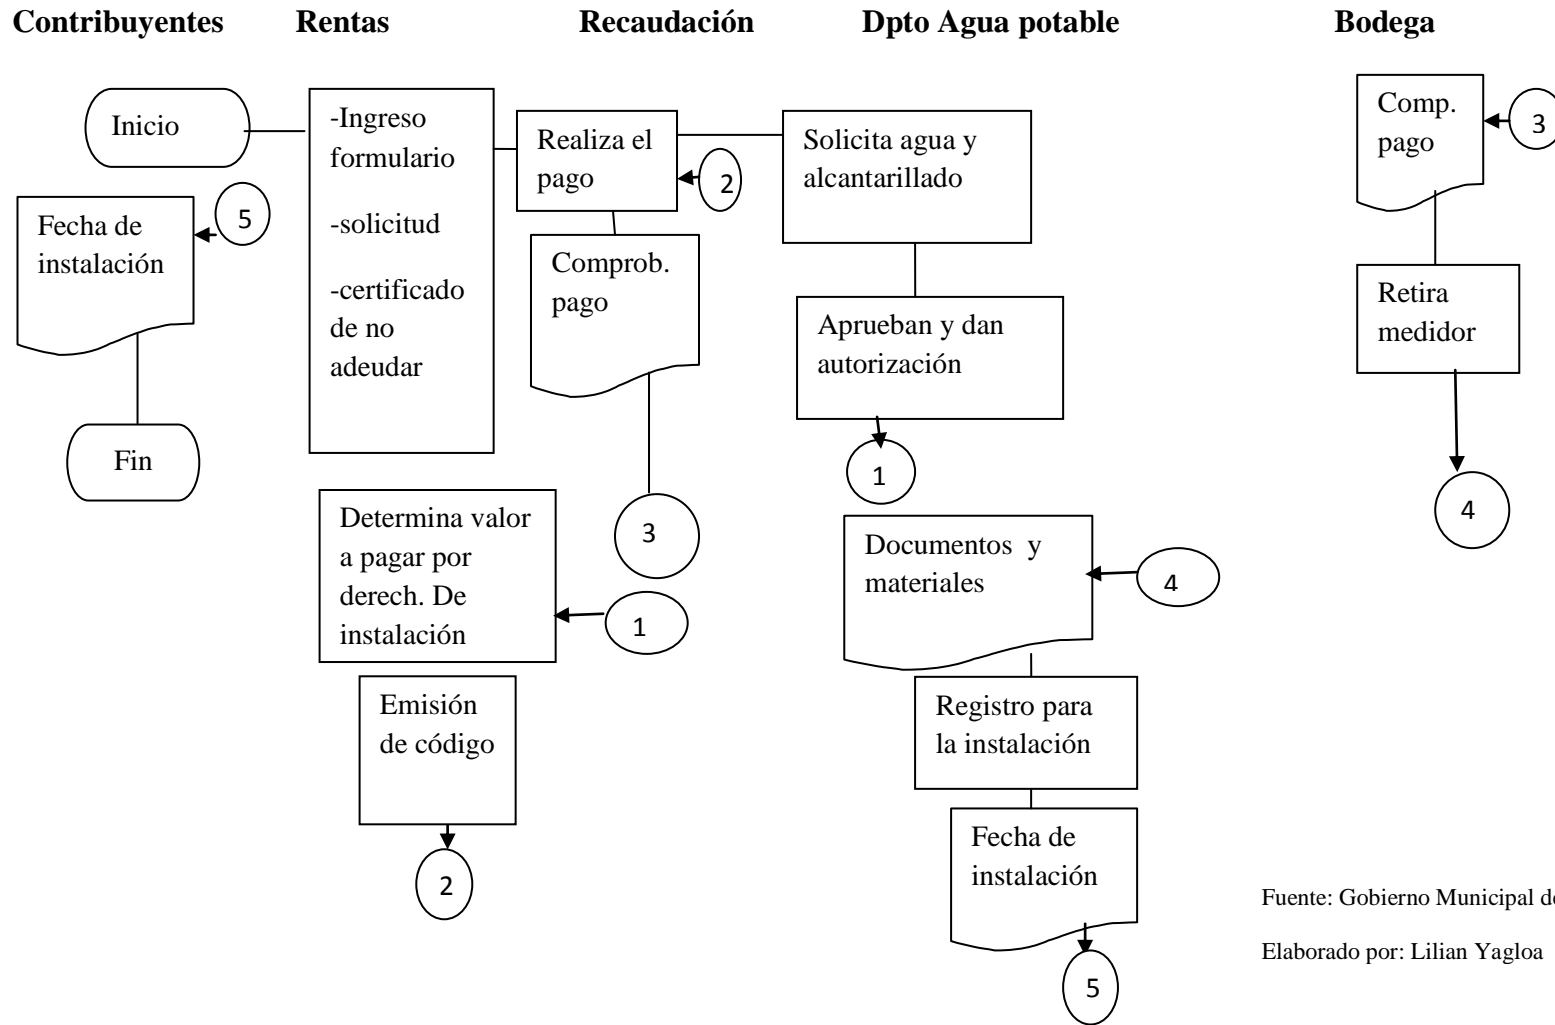 Contribuyentes Rentas Recaudación Dpto Agua potable Bodega
Inicio
5
Fecha de
instalación
Fin
-Ingreso
formulario
-solicitud
-certificado
de no
adeudar
Determina valor
a pagar por
derech. De
instalación
1
Emisión
de código
2
Realiza el
pago
2
Comprob.
pago
3
Solicita agua y
alcantarillado
Aprueban y dan
autorización
1
Documentos y
materiales
4
Registro para
la instalación
Fecha de
instalación
5
Comp.
pago
3
Retira
medidor
4
Fuente: Gobierno Municipal de
Elaborado por: Lilian Yagloa